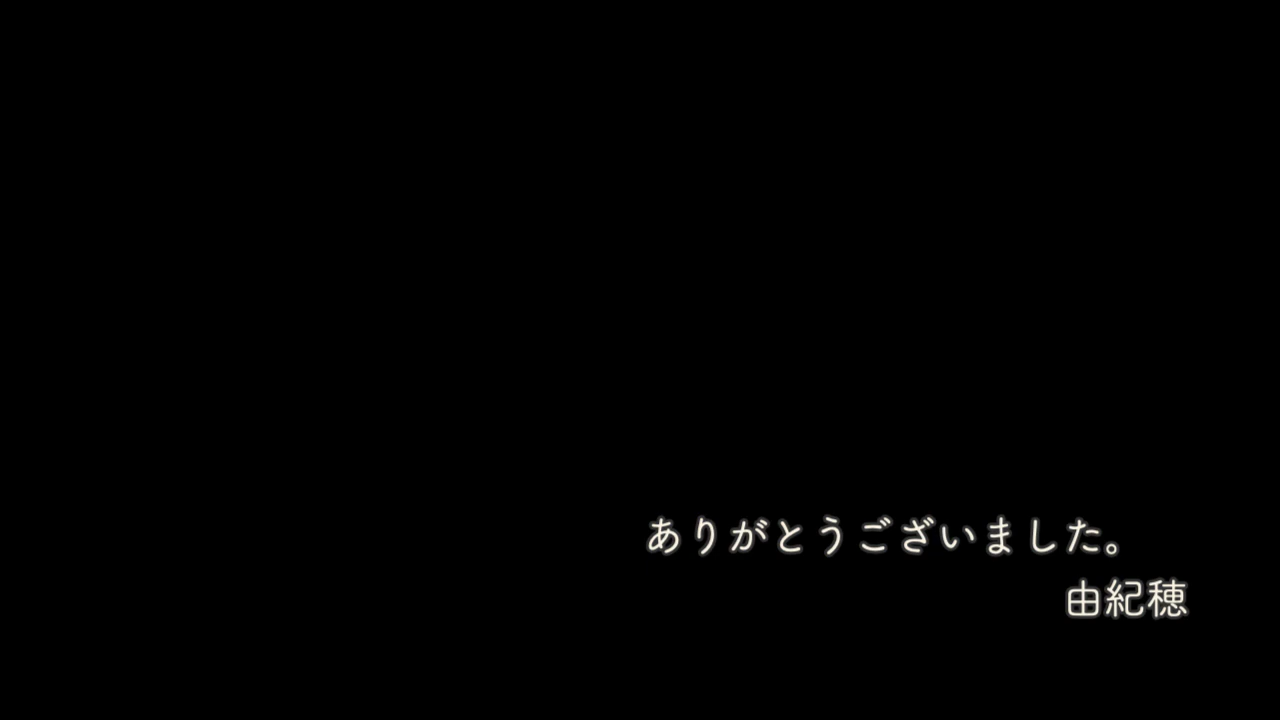 ありがとうございました。
由紀穂